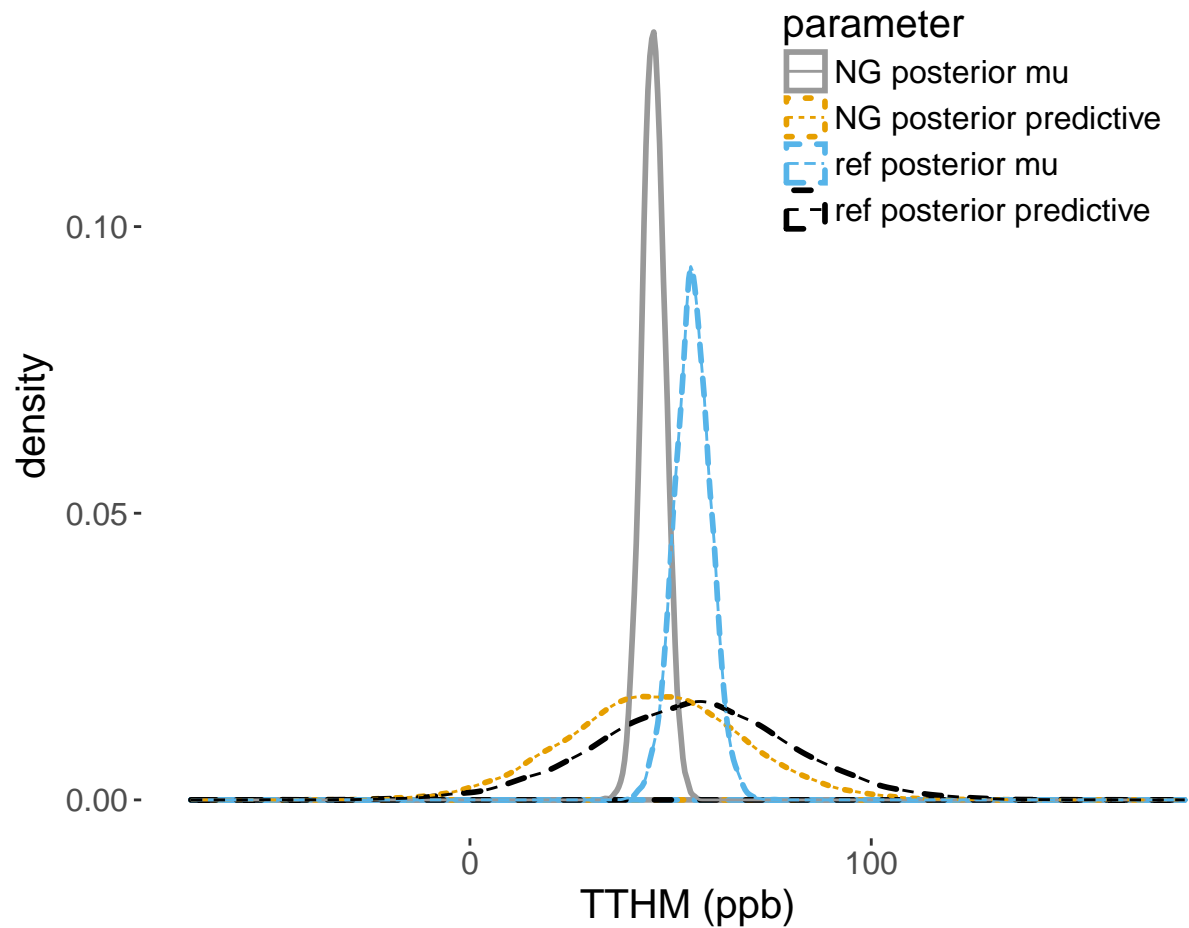 parameter
NG posterior mu
NG posterior predictive
ref posterior mu
ref posterior predictive
density
0.10
0.05
0.00
0
100
TTHM (ppb)